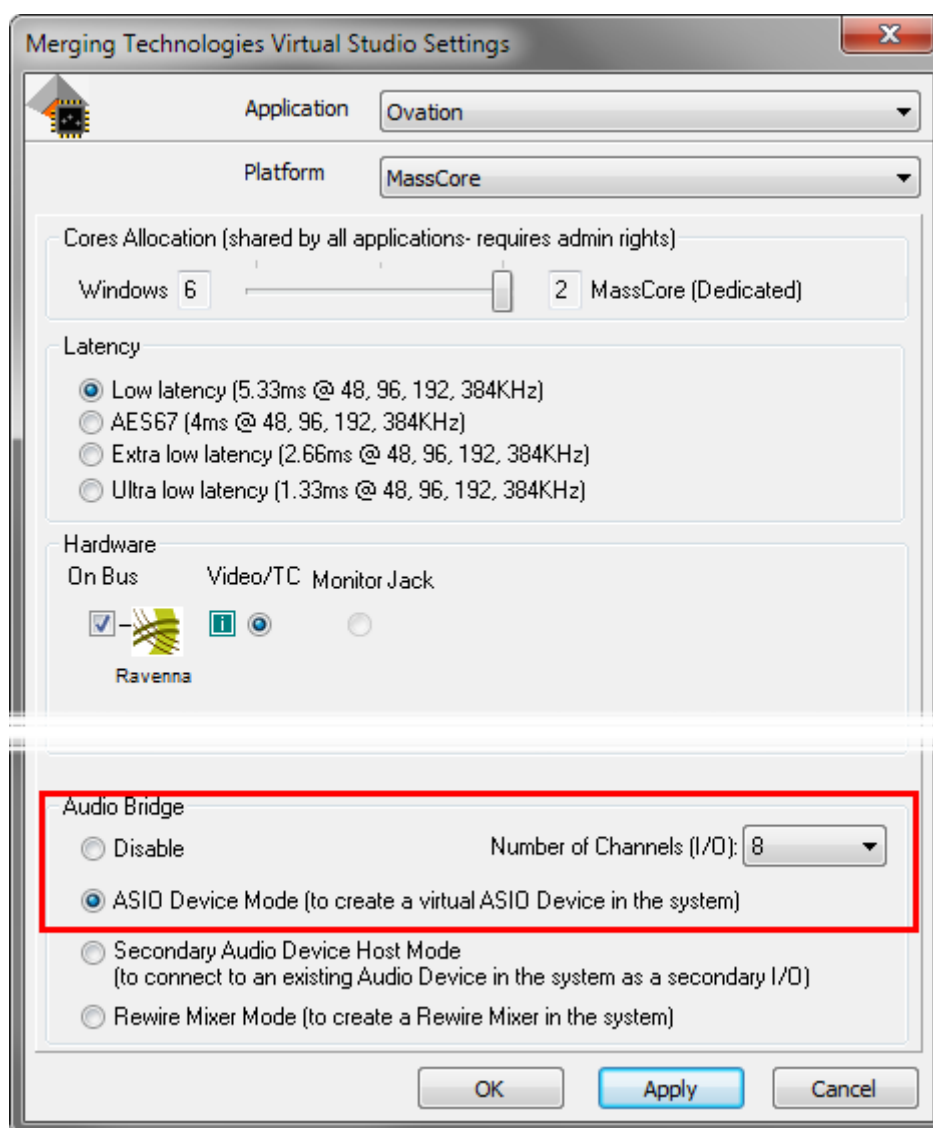 Merging Technologies Virtual Studio Settings
Application Ovation
Platform MassCore
Cores Allocation (shared by all applications- requires admin rights)
Windows 6 2 MassCore (Dedicated)
Latency
Low latency (5.33ms @ 48, 96, 192, 384KHz)
AES67 (4ms @ 48, 96, 192, 384KHz)
Extra low latency (2.66ms @ 48, 96, 192, 384KHz)
Ultra low latency (1.33ms @ 48, 96, 192, 384KHz)
Hardware
On Bus Video/TC Monitor Jack
i
Ravenna
Audio Bridge
Disable Number of Channels (I/O): 8
ASIO Device Mode (to create a virtual ASIO Device in the system)
Secondary Audio Device Host Mode
(to connect to an existing Audio Device in the system as a secondary I/O)
Rewire Mixer Mode (to create a Rewire Mixer in the system)
OK Apply Cancel